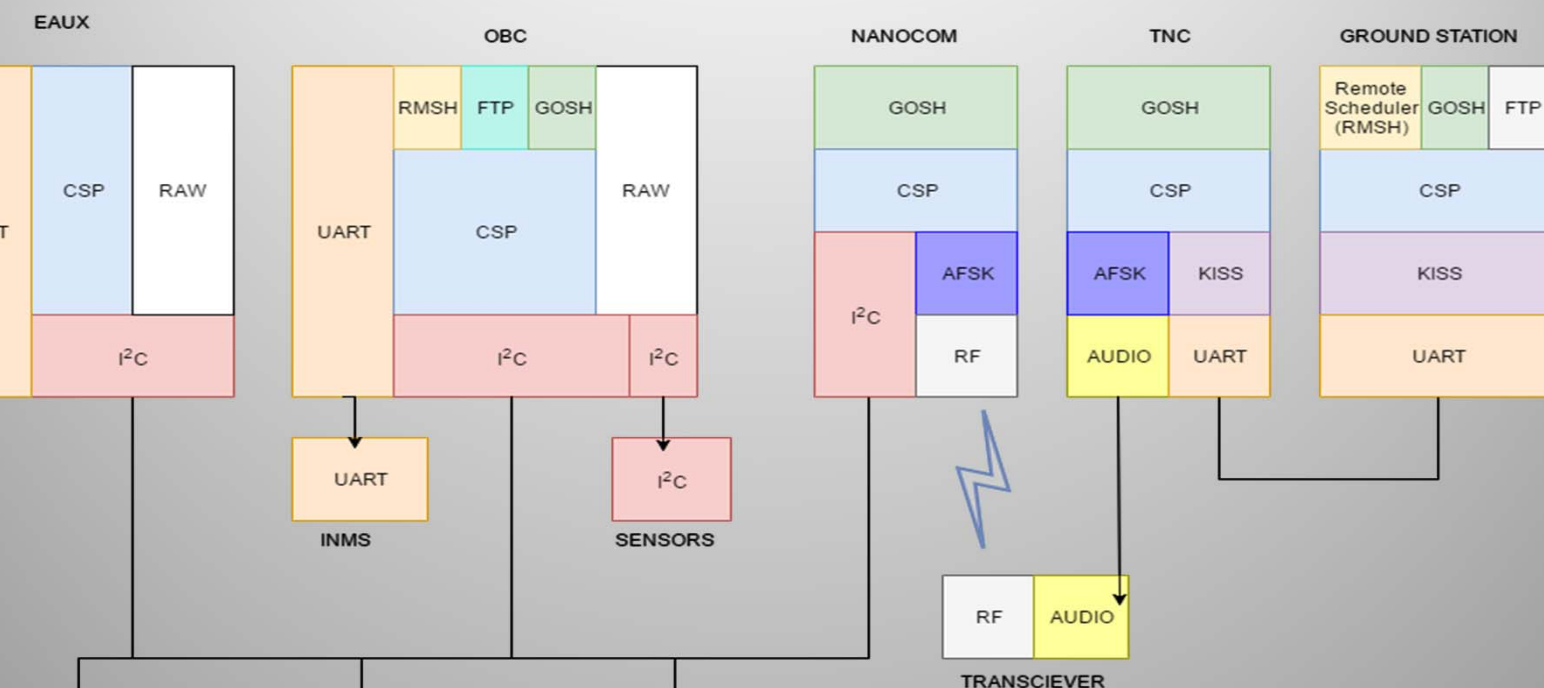 EAUX
OBC
NANOCOM
TNC
GROUND STATION
T
CSP
RAW
I²C
UART
RMSH
FTP
GOSH
RAW
CSP
I²C
I²C
UART
INMS
I²C
SENSORS
GOSH
CSP
I²C
AFSK
RF
GOSH
CSP
AFSK
KISS
AUDIO
UART
Remote
Scheduler
(RMSH)
GOSH
FTP
CSP
KISS
UART
RF
AUDIO
TRANSCIEVER